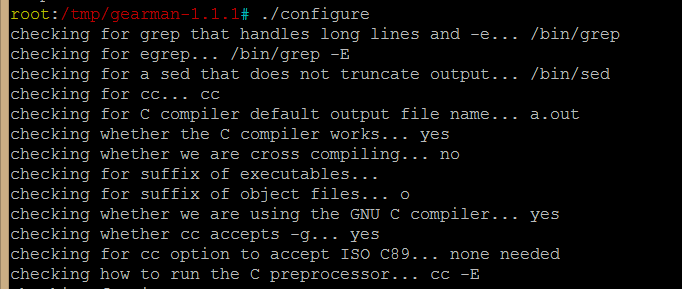 root:/tmp/gearman-1.1.1# ./configure
checking for grep that handles long lines and -e... /bin/grep
checking for egrep... /bin/grep -E
checking for a sed that does not truncate output... /bin/sed
checking for cc... cc
checking for C compiler default output file name... a.out
checking whether the C compiler works... yes
checking whether we are cross compiling... no
checking for suffix of executables...
checking for suffix of object files... o
checking whether we are using the GNU C compiler... yes
checking whether cc accepts -g... yes
checking for cc option to accept ISO C89... none needed
checking how to run the C preprocessor... cc -E